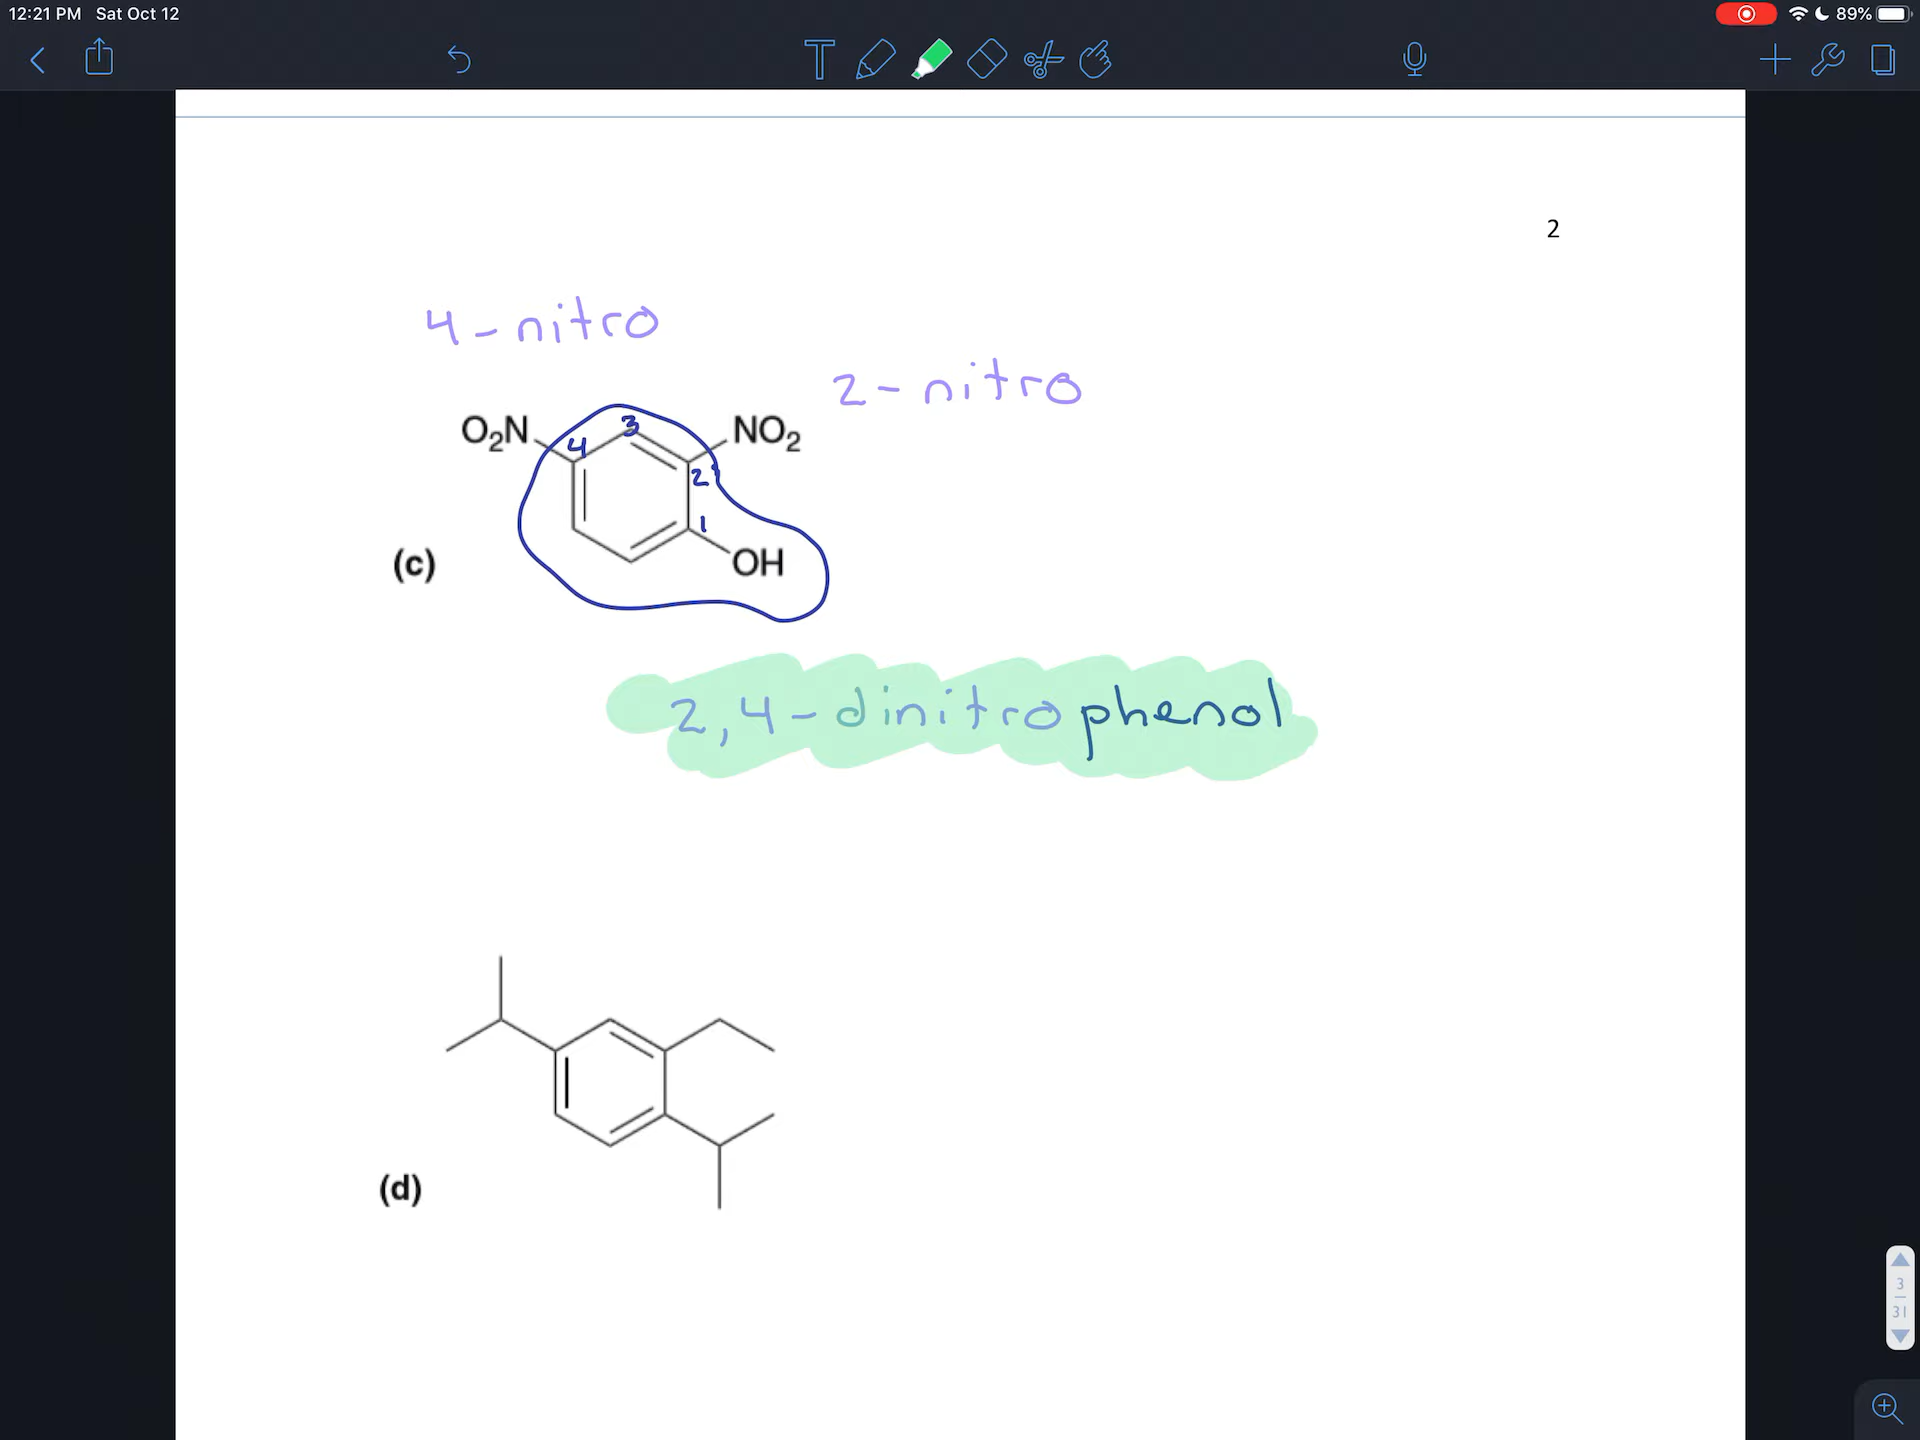 12:21 PM Sat Oct 12
89%
2
4-nitro
2-nitro
O₂N
4
3
NO₂
2
1
OH
(c)
2,4-dinitrophenol
(d)
3
31